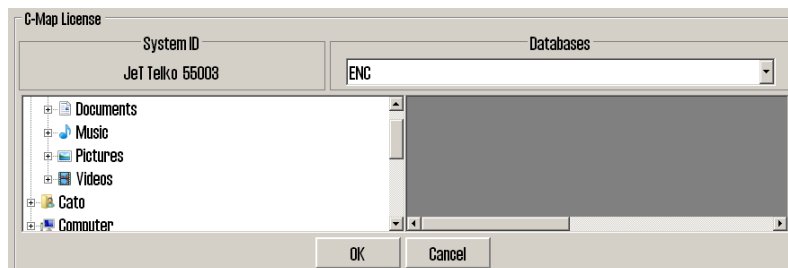 C-Map License
System ID
Databases
JeT Telko 55003
ENC
Documents
Music
Pictures
Videos
Cato
Computer
OK
Cancel